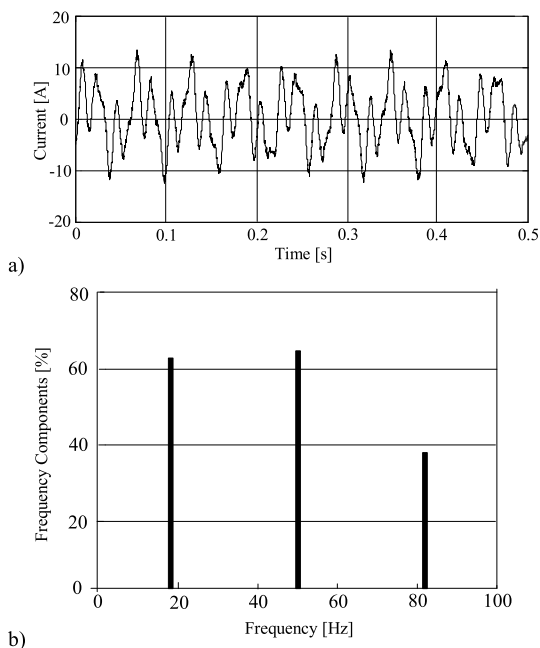 20
10
0
-10
-20
Current [A]
0 0.1 0.2 0.3 0.4 0.5
Time [s]
a)
80
60
40
20
0
Frequency Components [%]
0 20 40 60 80 100
Frequency [Hz]
b)